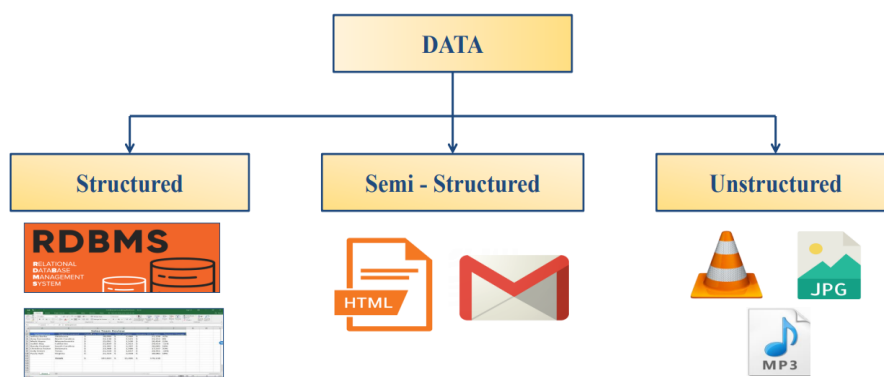 DATA
Structured
Semi - Structured
Unstructured
RDBMS
RELATIONAL
DATABASE
MANAGEMENT
SYSTEM
HTML
JPG
MP3